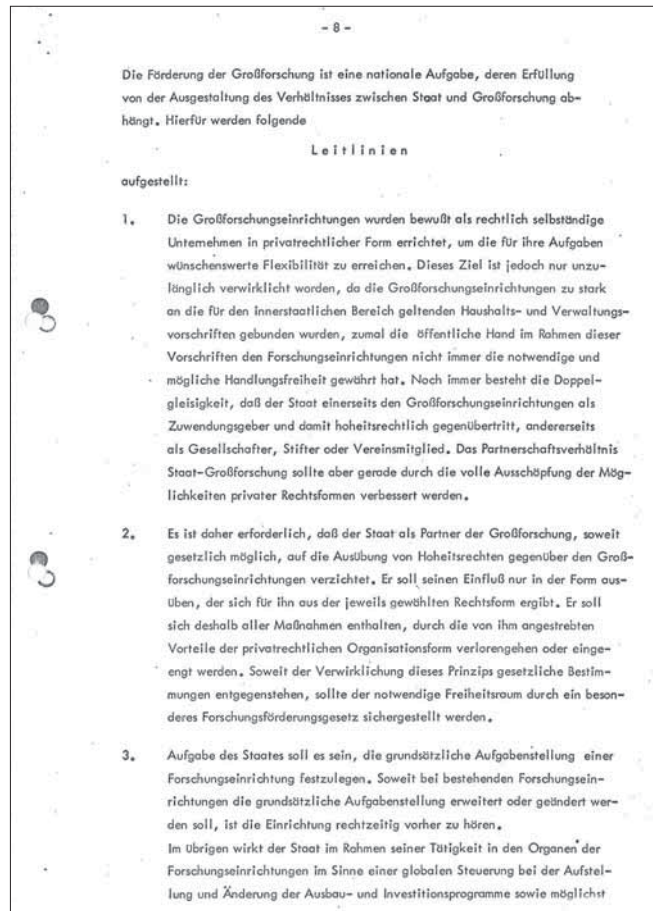 - 8 -
Die Förderung der Großforschung ist eine nationale Aufgabe, deren Erfüllung
von der Ausgestaltung des Verhältnisses zwischen Staat und Großforschung ab-
hängt. Hierfür werden folgende
Leitlinien
aufgestellt:
1. Die Großforschungseinrichtungen wurden bewußt als rechtlich selbständige
Unternehmen in privatrechtlicher Form errichtet, um die für ihre Aufgaben
wünschenswerte Flexibilität zu erreichen. Dieses Ziel ist jedoch nur unzu-
länglich verwirklicht worden, da die Großforschungseinrichtungen zu stark
an die für den innerstaatlichen Bereich geltenden Haushalts- und Verwaltungs-
vorschriften gebunden wurden, zumal die öffentliche Hand im Rahmen dieser
Vorschriften den Forschungseinrichtungen nicht immer die notwendige und
mögliche Handlungsfreiheit gewährt hat. Noch immer besteht die Doppel-
gleisigkeit, daß der Staat einerseits den Großforschungseinrichtungen als
Zuwendungsgeber und damit hoheitsrechtlich gegenübertritt, andererseits
als Gesellschafter, Stifter oder Vereinsmitglied. Das Partnerschaftsverhältnis
Staat-Großforschung sollte aber gerade durch die volle Ausschöpfung der Mög-
lichkeiten privater Rechtsformen verbessert werden.
2. Es ist daher erforderlich, daß der Staat als Partner der Großforschung, soweit
gesetzlich möglich, auf die Ausübung von Hoheitsrechten gegenüber den Groß-
forschungseinrichtungen verzichtet. Er soll seinen Einfluß nur in der Form aus-
üben, der sich für ihn aus der jeweils gewählten Rechtsform ergibt. Er soll
sich deshalb aller Maßnahmen enthalten, durch die von ihm angestrebten
Vorteile der privatrechtlichen Organisationsform verlorengehen oder einge-
engt werden. Soweit der Verwirklichung dieses Prinzips gesetzliche Bestim-
mungen entgegenstehen, sollte der notwendige Freiheitsraum durch ein beson-
deres Forschungsförderungsgesetz sichergestellt werden.
3. Aufgabe des Staates soll es sein, die grundsätzliche Aufgabenstellung einer
Forschungseinrichtung festzulegen. Soweit bei bestehenden Forschungsein-
richtungen die grundsätzliche Aufgabenstellung erweitert oder geändert wer-
den soll, ist die Einrichtung rechtzeitig vorher zu hören.
Im übrigen wirkt der Staat im Rahmen seiner Tätigkeit in den Organen der
Forschungseinrichtungen im Sinne einer globalen Steuerung bei der Aufstel-
lung und Änderung der Ausbau- und Investitionsprogramme sowie möglichst